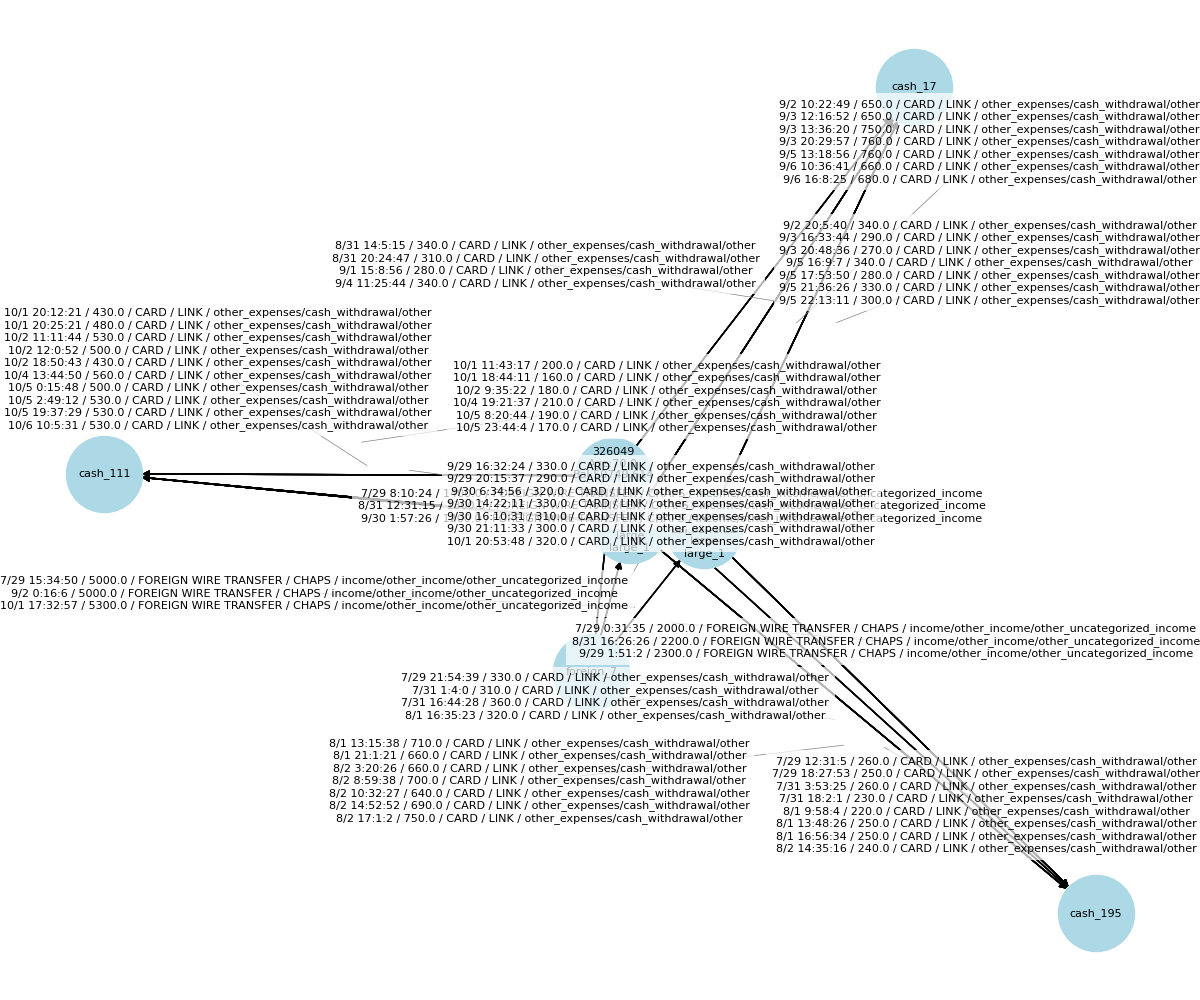 cash_17
9/2 10:22:49 / 650.0 / CARD / LINK / other_expenses/cash_withdrawal/other
9/3 12:16:52 / 650.0 / CARD / LINK / other_expenses/cash_withdrawal/other
9/3 13:36:20 / 750.0 / CARD / LINK / other_expenses/cash_withdrawal/other
9/3 20:29:57 / 760.0 / CARD / LINK / other_expenses/cash_withdrawal/other
9/5 13:18:56 / 760.0 / CARD / LINK / other_expenses/cash_withdrawal/other
9/6 10:36:41 / 660.0 / CARD / LINK / other_expenses/cash_withdrawal/other
9/6 16:8:25 / 680.0 / CARD / LINK / other_expenses/cash_withdrawal/other
9/2 20:5:40 / 340.0 / CARD / LINK / other_expenses/cash_withdrawal/other
9/3 16:33:44 / 290.0 / CARD / LINK / other_expenses/cash_withdrawal/other
9/3 20:48:36 / 270.0 / CARD / LINK / other_expenses/cash_withdrawal/other
9/5 16:9:7 / 340.0 / CARD / LINK / other_expenses/cash_withdrawal/other
9/5 17:53:50 / 280.0 / CARD / LINK / other_expenses/cash_withdrawal/other
9/5 21:36:26 / 330.0 / CARD / LINK / other_expenses/cash_withdrawal/other
9/5 22:13:11 / 300.0 / CARD / LINK / other_expenses/cash_withdrawal/other
8/31 14:5:15 / 340.0 / CARD / LINK / other_expenses/cash_withdrawal/other
8/31 20:24:47 / 310.0 / CARD / LINK / other_expenses/cash_withdrawal/other
9/1 15:8:56 / 280.0 / CARD / LINK / other_expenses/cash_withdrawal/other
9/4 11:25:44 / 340.0 / CARD / LINK / other_expenses/cash_withdrawal/other
10/1 20:12:21 / 430.0 / CARD / LINK / other_expenses/cash_withdrawal/other
10/1 20:25:21 / 480.0 / CARD / LINK / other_expenses/cash_withdrawal/other
10/2 11:11:44 / 530.0 / CARD / LINK / other_expenses/cash_withdrawal/other
10/2 12:0:52 / 500.0 / CARD / LINK / other_expenses/cash_withdrawal/other
10/2 18:50:43 / 430.0 / CARD / LINK / other_expenses/cash_withdrawal/other
10/4 13:44:50 / 560.0 / CARD / LINK / other_expenses/cash_withdrawal/other
10/5 0:15:48 / 500.0 / CARD / LINK / other_expenses/cash_withdrawal/other
10/5 2:49:12 / 530.0 / CARD / LINK / other_expenses/cash_withdrawal/other
10/5 19:37:29 / 530.0 / CARD / LINK / other_expenses/cash_withdrawal/other
10/6 10:5:31 / 530.0 / CARD / LINK / other_expenses/cash_withdrawal/other
10/1 11:43:17 / 200.0 / CARD / LINK / other_expenses/cash_withdrawal/other
10/1 18:44:11 / 160.0 / CARD / LINK / other_expenses/cash_withdrawal/other
10/2 9:35:22 / 180.0 / CARD / LINK / other_expenses/cash_withdrawal/other
10/4 19:21:37 / 210.0 / CARD / LINK / other_expenses/cash_withdrawal/other
10/5 8:20:44 / 190.0 / CARD / LINK / other_expenses/cash_withdrawal/other
10/5 23:44:4 / 170.0 / CARD / LINK / other_expenses/cash_withdrawal/other
326049
cash_111
9/29 16:32:24 / 330.0 / CARD / LINK / other_expenses/cash_withdrawal/other
9/29 20:15:37 / 290.0 / CARD / LINK / other_expenses/cash_withdrawal/other
9/30 6:34:56 / 320.0 / CARD / LINK / other_expenses/cash_withdrawal/other
9/30 14:22:11 / 330.0 / CARD / LINK / other_expenses/cash_withdrawal/other
9/30 16:10:31 / 310.0 / CARD / LINK / other_expenses/cash_withdrawal/other
9/30 21:11:33 / 300.0 / CARD / LINK / other_expenses/cash_withdrawal/other
10/1 20:53:48 / 320.0 / CARD / LINK / other_expenses/cash_withdrawal/other
7/29 8:10:24 /
8/31 12:31:15 /
9/30 1:57:26 /
large_1
large_1
7/29 15:34:50 / 5000.0 / FOREIGN WIRE TRANSFER / CHAPS / income/other_income/other_uncategorized_income
9/2 0:16:6 / 5000.0 / FOREIGN WIRE TRANSFER / CHAPS / income/other_income/other_uncategorized_income
10/1 17:32:57 / 5300.0 / FOREIGN WIRE TRANSFER / CHAPS / income/other_income/other_uncategorized_income
7/29 0:31:35 / 2000.0 / FOREIGN WIRE TRANSFER / CHAPS / income/other_income/other_uncategorized_income
8/31 16:26:26 / 2200.0 / FOREIGN WIRE TRANSFER / CHAPS / income/other_income/other_uncategorized_income
9/29 1:51:2 / 2300.0 / FOREIGN WIRE TRANSFER / CHAPS / income/other_income/other_uncategorized_income
foreign_7
7/29 21:54:39 / 330.0 / CARD / LINK / other_expenses/cash_withdrawal/other
7/31 1:4:0 / 310.0 / CARD / LINK / other_expenses/cash_withdrawal/other
7/31 16:44:28 / 360.0 / CARD / LINK / other_expenses/cash_withdrawal/other
8/1 16:35:23 / 320.0 / CARD / LINK / other_expenses/cash_withdrawal/other
8/1 13:15:38 / 710.0 / CARD / LINK / other_expenses/cash_withdrawal/other
8/1 21:1:21 / 660.0 / CARD / LINK / other_expenses/cash_withdrawal/other
8/2 3:20:26 / 660.0 / CARD / LINK / other_expenses/cash_withdrawal/other
8/2 8:59:38 / 700.0 / CARD / LINK / other_expenses/cash_withdrawal/other
8/2 10:32:27 / 640.0 / CARD / LINK / other_expenses/cash_withdrawal/other
8/2 14:52:52 / 690.0 / CARD / LINK / other_expenses/cash_withdrawal/other
8/2 17:1:2 / 750.0 / CARD / LINK / other_expenses/cash_withdrawal/other
7/29 12:31:5 / 260.0 / CARD / LINK / other_expenses/cash_withdrawal/other
7/29 18:27:53 / 250.0 / CARD / LINK / other_expenses/cash_withdrawal/other
7/31 3:53:25 / 260.0 / CARD / LINK / other_expenses/cash_withdrawal/other
7/31 18:2:1 / 230.0 / CARD / LINK / other_expenses/cash_withdrawal/other
8/1 9:58:4 / 220.0 / CARD / LINK / other_expenses/cash_withdrawal/other
8/1 13:48:26 / 250.0 / CARD / LINK / other_expenses/cash_withdrawal/other
8/1 16:56:34 / 250.0 / CARD / LINK / other_expenses/cash_withdrawal/other
8/2 14:35:16 / 240.0 / CARD / LINK / other_expenses/cash_withdrawal/other
cash_195